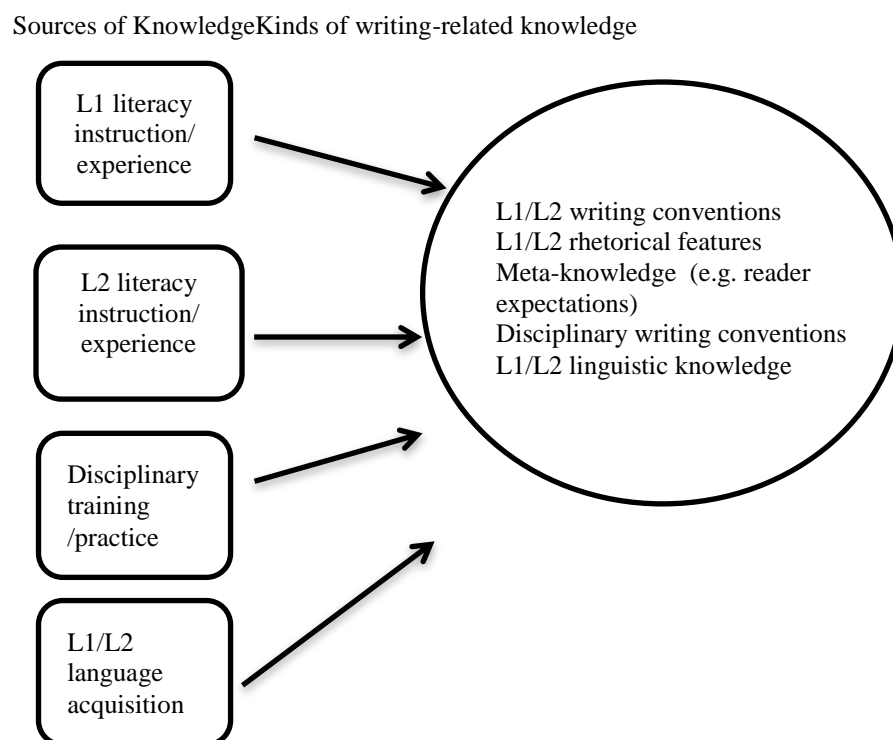 Sources of KnowledgeKinds of writing-related knowledge
L1 literacy
instruction/
experience
L2 literacy
instruction/
experience
Disciplinary
training
/practice
L1/L2
language
acquisition
L1/L2 writing conventions
L1/L2 rhetorical features
Meta-knowledge (e.g. reader
expectations)
Disciplinary writing conventions
L1/L2 linguistic knowledge